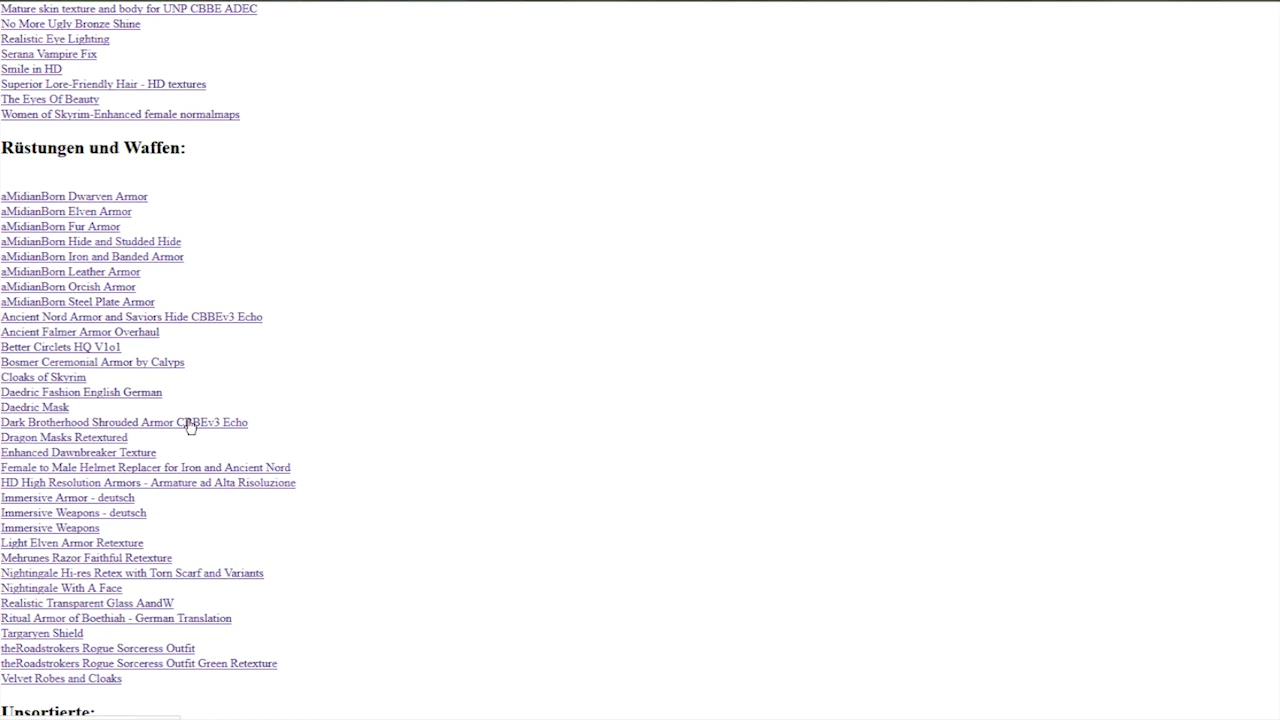 Mature skin texture and body for UNP CBBE ADEC
No More Ugly Bronze Shine
Realistic Eye Lighting
Serana Vampire Fix
Smile in HD
Superior Lore-Friendly Hair - HD textures
The Eyes Of Beauty
Women of Skyrim-Enhanced female normalmaps
Rüstungen und Waffen:
aMidianBorn Dwarven Armor
aMidianBorn Elven Armor
aMidianBorn Fur Armor
aMidianBorn Hide and Studded Hide
aMidianBorn Iron and Banded Armor
aMidianBorn Leather Armor
aMidianBorn Orcish Armor
aMidianBorn Steel Plate Armor
Ancient Nord Armor and Saviors Hide CBBEv3 Echo
Ancient Falmer Armor Overhaul
Better Circlets HQ V1o1
Bosmer Ceremonial Armor by Calyps
Cloaks of Skyrim
Daedric Fashion English German
Daedric Mask
Dark Brotherhood Shrouded Armor CBBEv3 Echo
Dragon Masks Retextured
Enhanced Dawnbreaker Texture
Female to Male Helmet Replacer for Iron and Ancient Nord
HD High Resolution Armors - Armature ad Alta Risoluzione
Immersive Armor - deutsch
Immersive Weapons - deutsch
Immersive Weapons
Light Elven Armor Retexture
Mehrunes Razor Faithful Retexture
Nightingale Hi-res Retex with Torn Scarf and Variants
Nightingale With A Face
Realistic Transparent Glass AandW
Ritual Armor of Boethiah - German Translation
Targaryen Shield
theRoadstrokers Rogue Sorceress Outfit
theRoadstrokers Rogue Sorceress Outfit Green Retexture
Velvet Robes and Cloaks
Unsortierte: